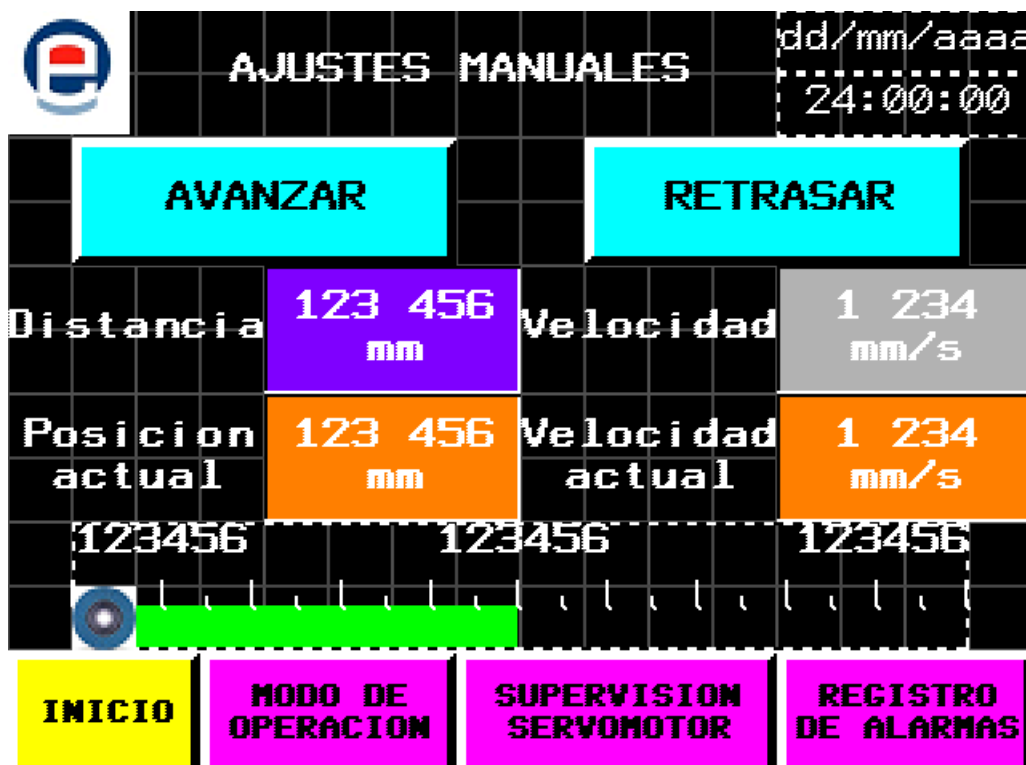 AJUSTES MANUALES
dd/mm/aaaa
24:00:00
AVANZAR
RETRASAR
Distancia
123 456
mm
Velocidad
1 234
mm/s
Posicion
actual
123 456
mm
Velocidad
actual
1 234
mm/s
123456
123456
123456
INICIO
MODO DE
OPERACION
SUPERVISION
SERVOMOTOR
REGISTRO
DE ALARMAS